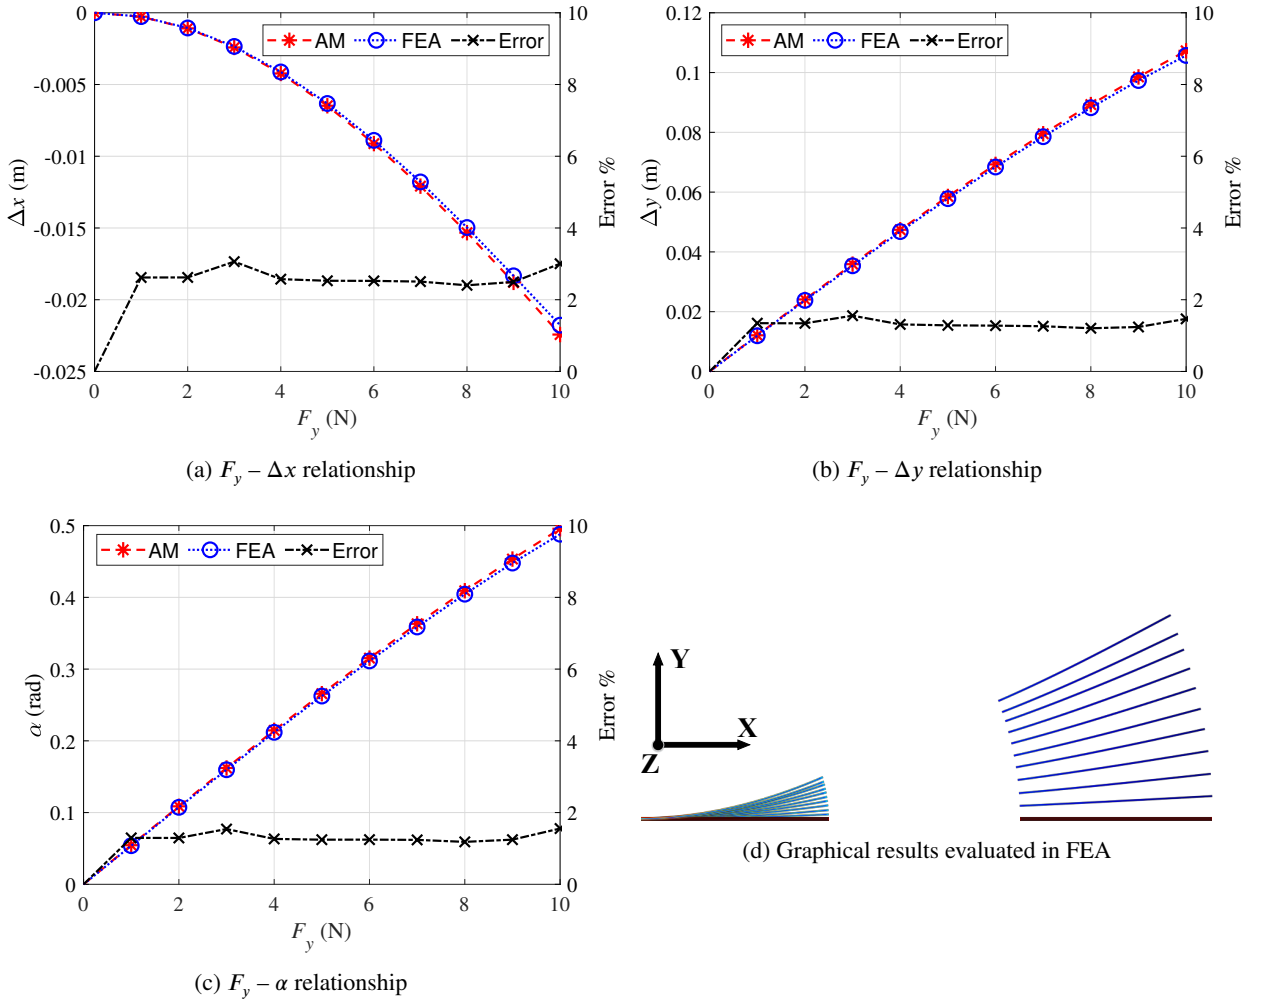 0
-0.005
-0.01
-0.015
-0.02
-0.025
Δx (m)
10
8
6
4
2
0
Error %
AM FEA Error
0 2 4 6 8 10
F_y (N)
(a) F_y – Δx relationship
0.12
0.1
0.08
0.06
0.04
0.02
0
Δy (m)
10
8
6
4
2
0
Error %
AM FEA Error
0 2 4 6 8 10
F_y (N)
(b) F_y – Δy relationship
0.5
0.4
0.3
0.2
0.1
0
α (rad)
10
8
6
4
2
0
Error %
AM FEA Error
0 2 4 6 8 10
F_y (N)
(c) F_y – α relationship
Y
X
Z
(d) Graphical results evaluated in FEA